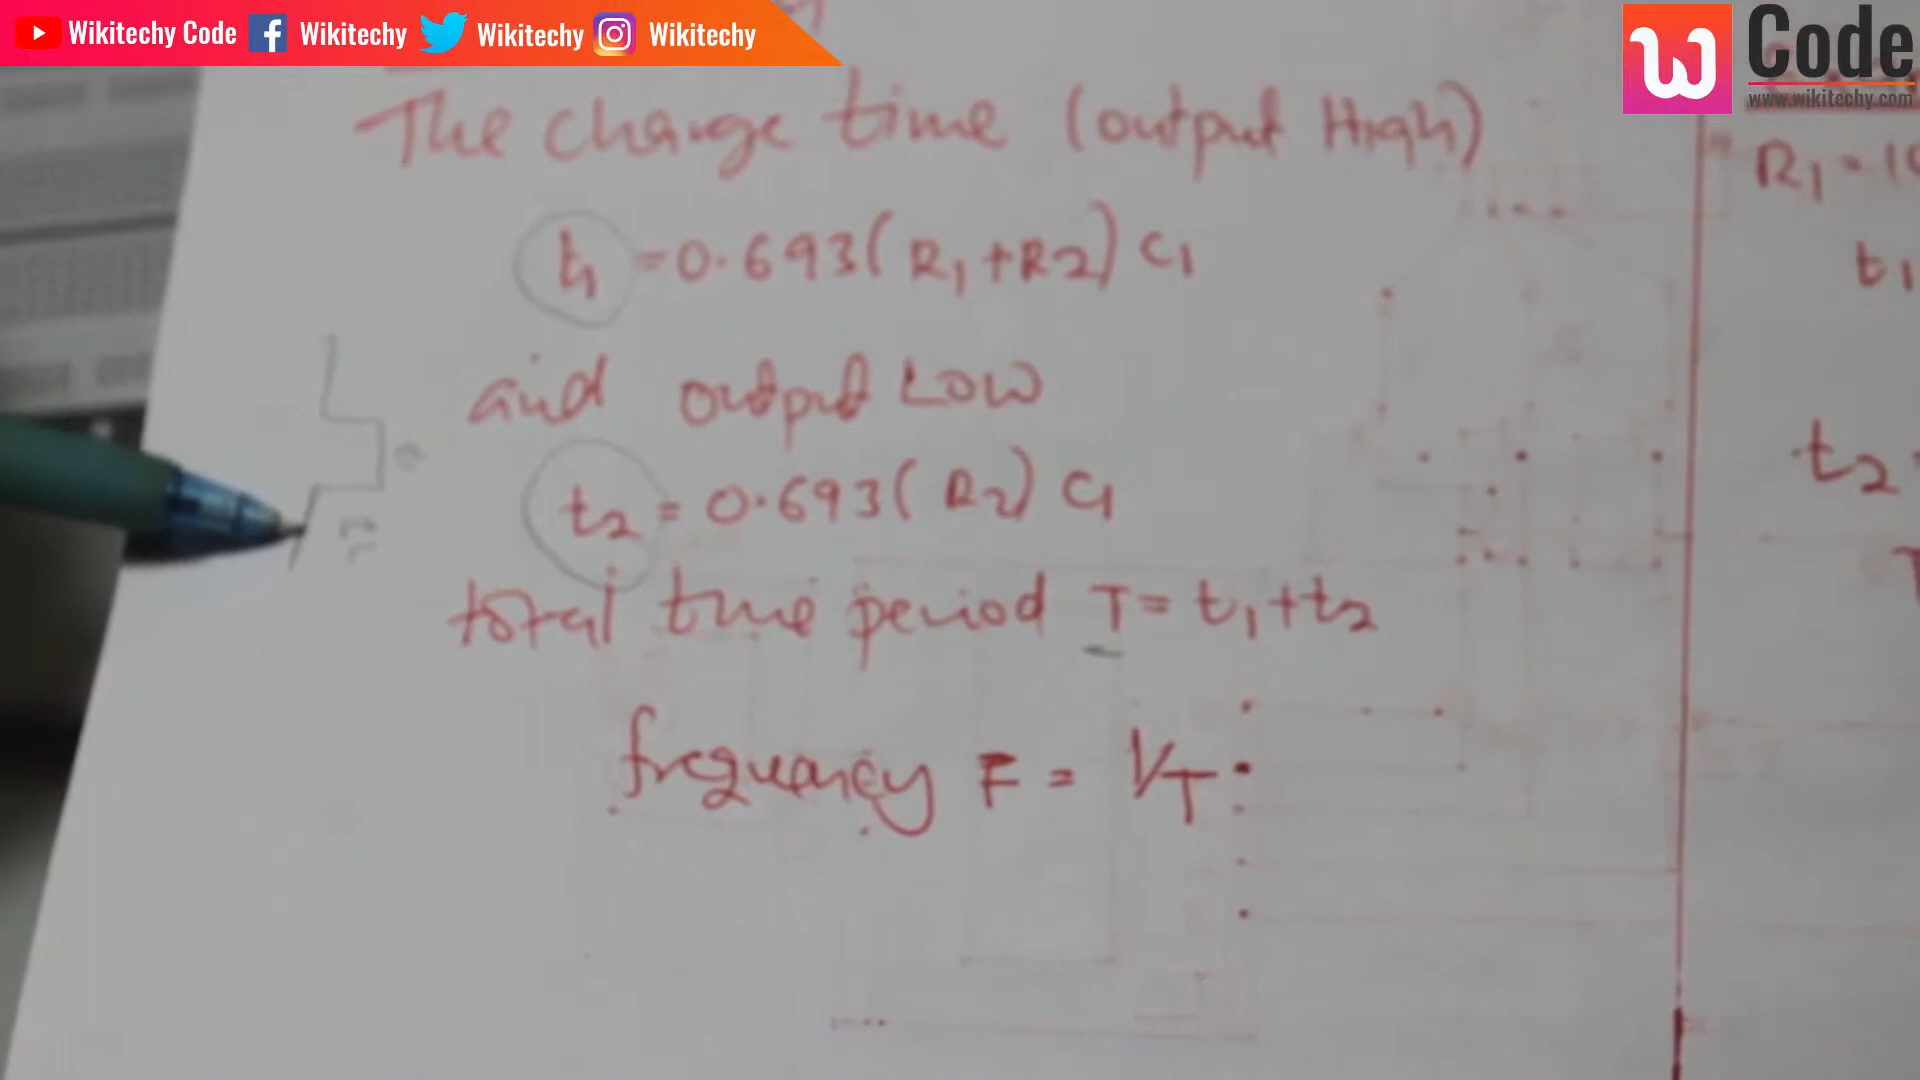 Wikitechy Code Wikitechy Wikitechy Wikitechy
W Code
www.wikitechy.com
The charge time (output High)
t1 = 0.693(R1+R2) C1
and output Low
t2 = 0.693(R2) C1
total time period T = t1+t2
frequency F = 1/T
R1 = 10
t1
t2 =
T